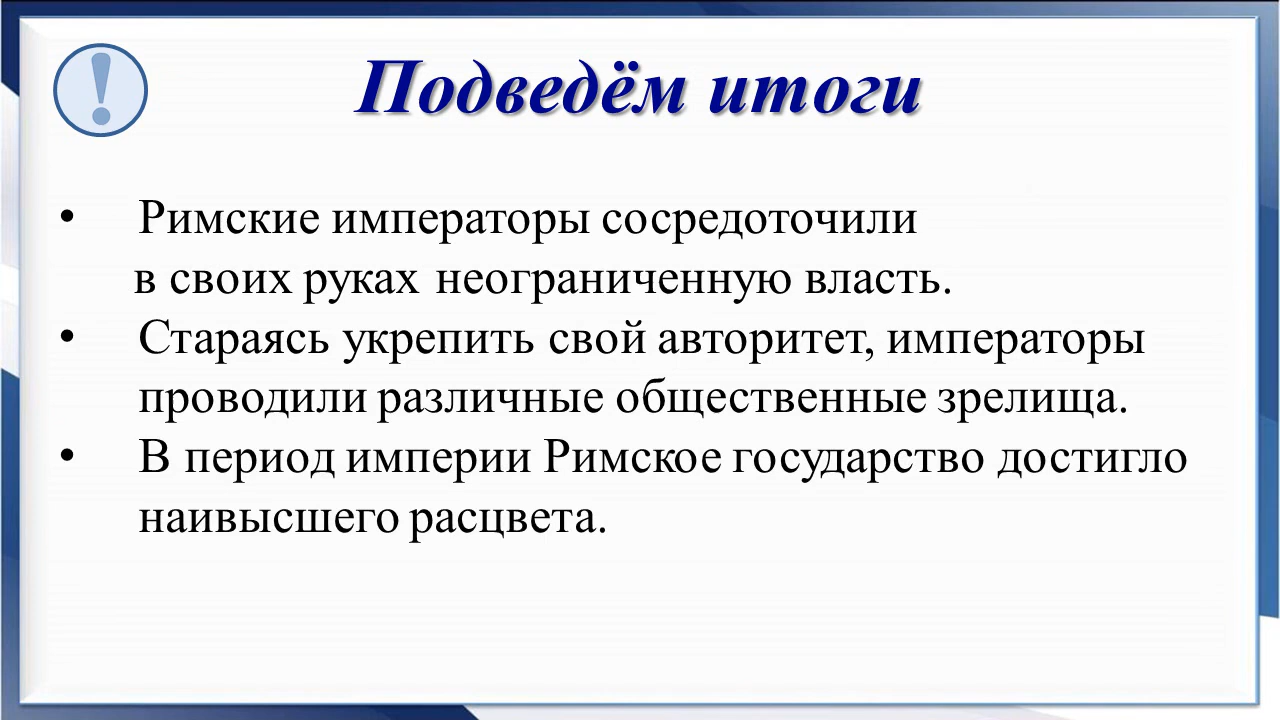 Подведём итоги
• Римские императоры сосредоточили
в своих руках неограниченную власть.
• Стараясь укрепить свой авторитет, императоры
проводили различные общественные зрелища.
• В период империи Римское государство достигло
наивысшего расцвета.